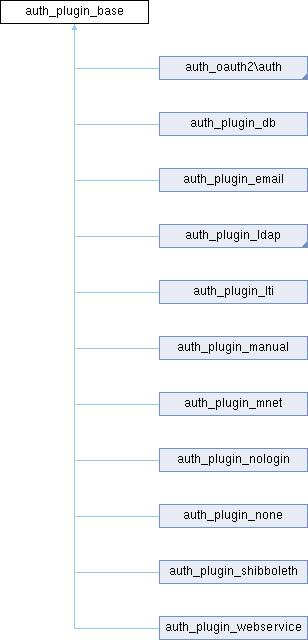 auth_plugin_base
auth_oauth2\auth
auth_plugin_db
auth_plugin_email
auth_plugin_ldap
auth_plugin_lti
auth_plugin_manual
auth_plugin_mnet
auth_plugin_nologin
auth_plugin_none
auth_plugin_shibboleth
auth_plugin_webservice